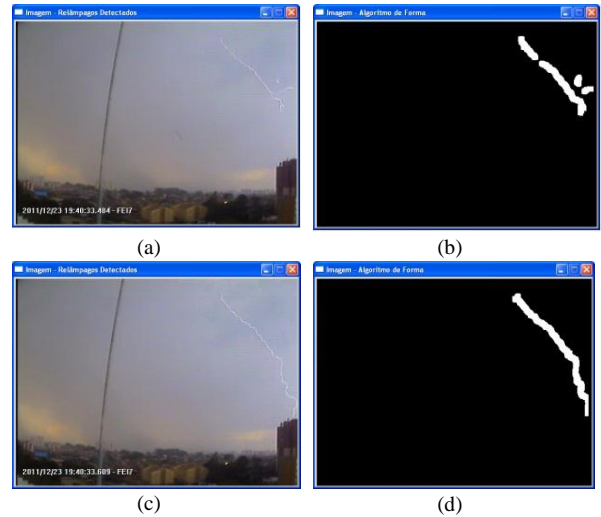 Imagem - Relâmpagos Detectados
Imagem - Algoritmo de Forma
2011/12/23 19:40:33.484 - FEI7
(a)
(b)
Imagem - Relâmpagos Detectados
Imagem - Algoritmo de Forma
2011/12/23 19:40:33.609 - FEI7
(c)
(d)